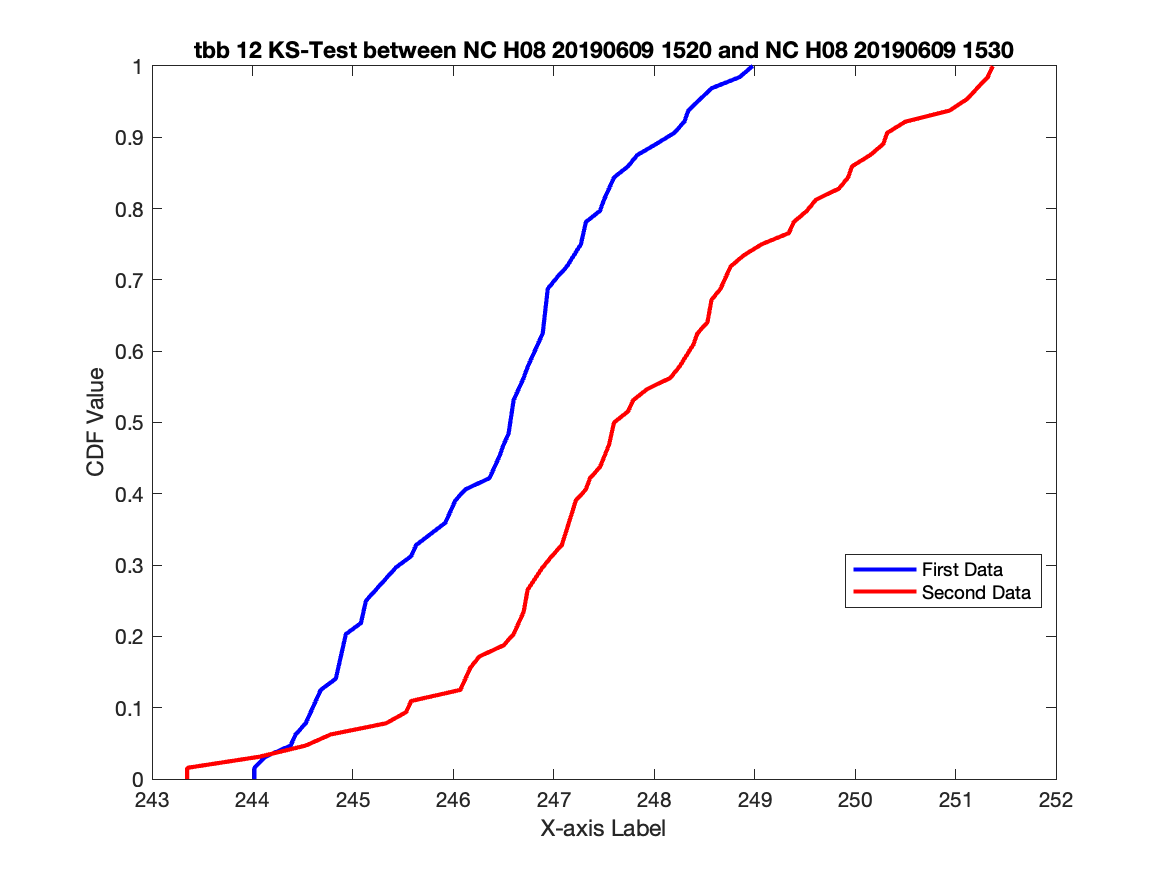 tbb 12 KS-Test between NC H08 20190609 1520 and NC H08 20190609 1530
1
0.9
0.8
0.7
0.6
0.5
0.4
0.3
0.2
0.1
0
CDF Value
First Data
Second Data
243 244 245 246 247 248 249 250 251 252
X-axis Label